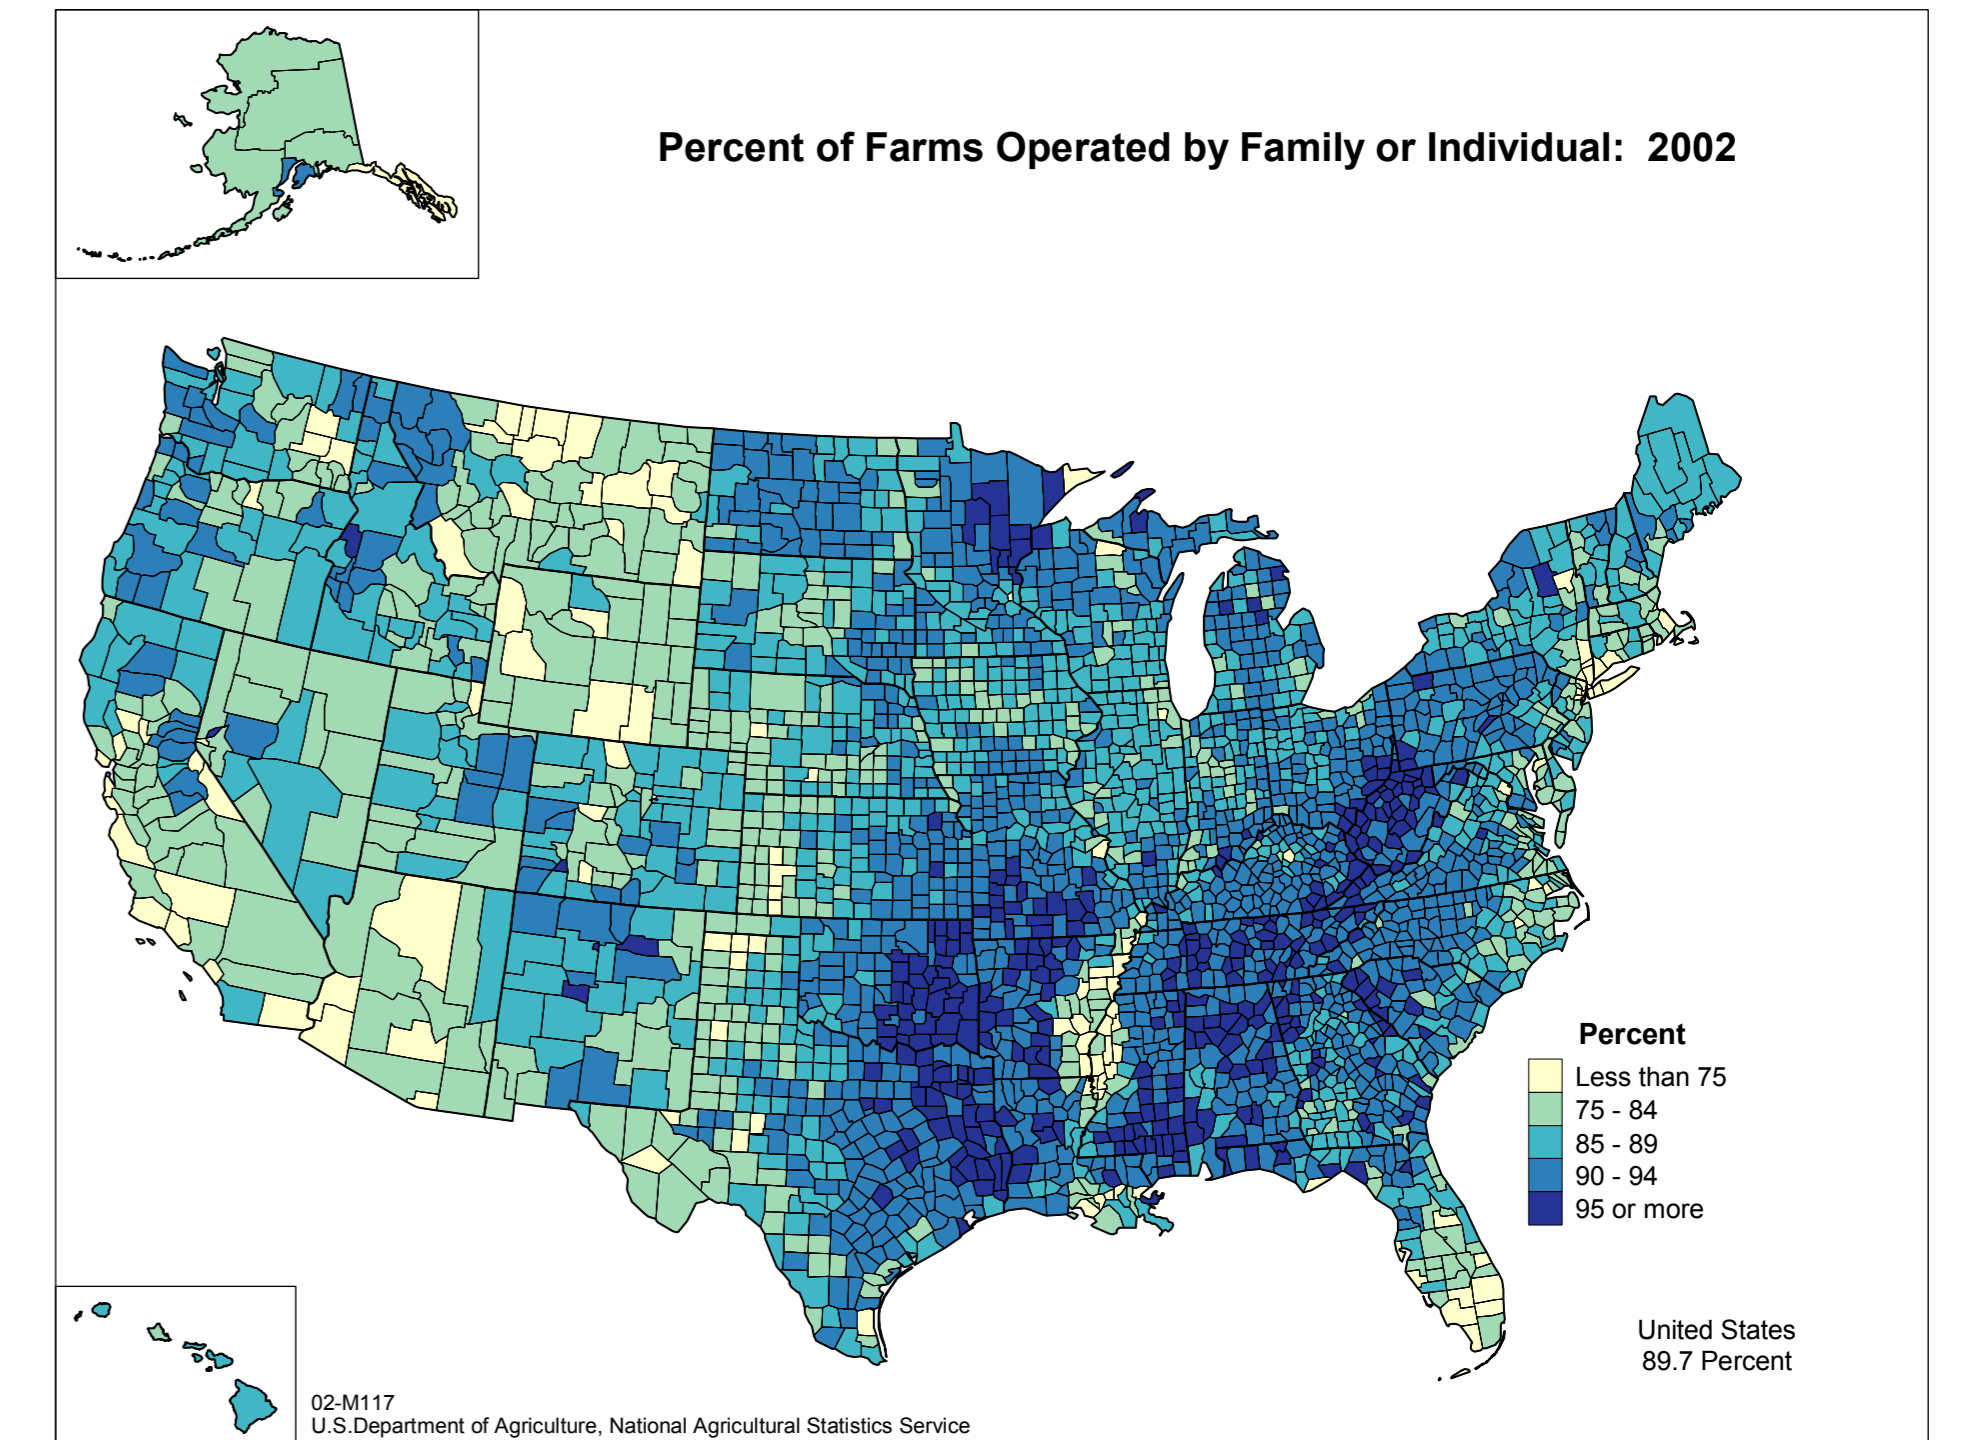 Percent of Farms Operated by Family or Individual: 2002
Percent
Less than 75
75 - 84
85 - 89
90 - 94
95 or more
United States
89.7 Percent
02-M117
U.S.Department of Agriculture, National Agricultural Statistics Service